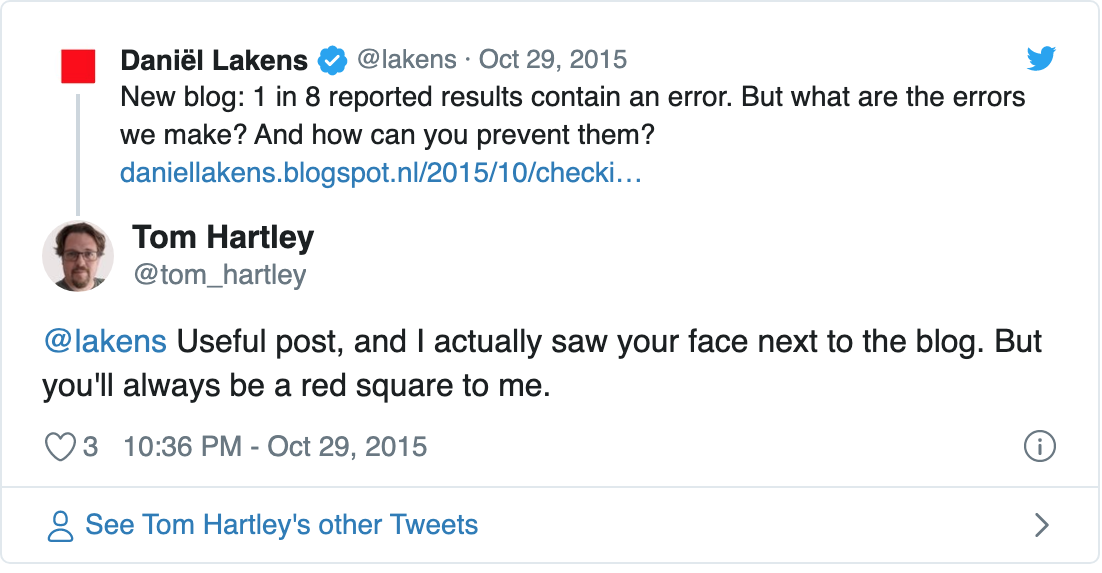 Daniël Lakens @lakens · Oct 29, 2015
New blog: 1 in 8 reported results contain an error. But what are the errors
we make? And how can you prevent them?
daniellakens.blogspot.nl/2015/10/checki…
Tom Hartley
@tom_hartley
@lakens Useful post, and I actually saw your face next to the blog. But
you'll always be a red square to me.
3 10:36 PM - Oct 29, 2015
See Tom Hartley's other Tweets